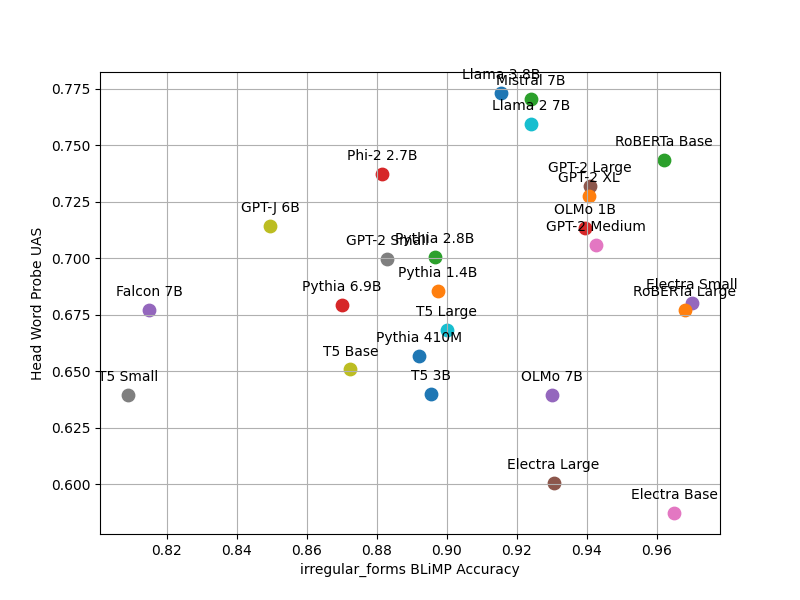 Llama 3 8B
Mistral 7B
Llama 2 7B
RoBERTa Base
Phi-2 2.7B
GPT-2 Large
GPT-2 XL
GPT-J 6B
OLMo 1B
GPT-2 Medium
GPT-2 Small
Pythia 2.8B
Pythia 1.4B
Pythia 6.9B
Electra Small
RoBERTa Large
Falcon 7B
T5 Large
Pythia 410M
T5 Base
T5 3B
T5 Small
OLMo 7B
Electra Large
Electra Base
0.775
0.750
0.725
0.700
0.675
0.650
0.625
0.600
Head Word Probe UAS
0.82 0.84 0.86 0.88 0.90 0.92 0.94 0.96
irregular_forms BLiMP Accuracy